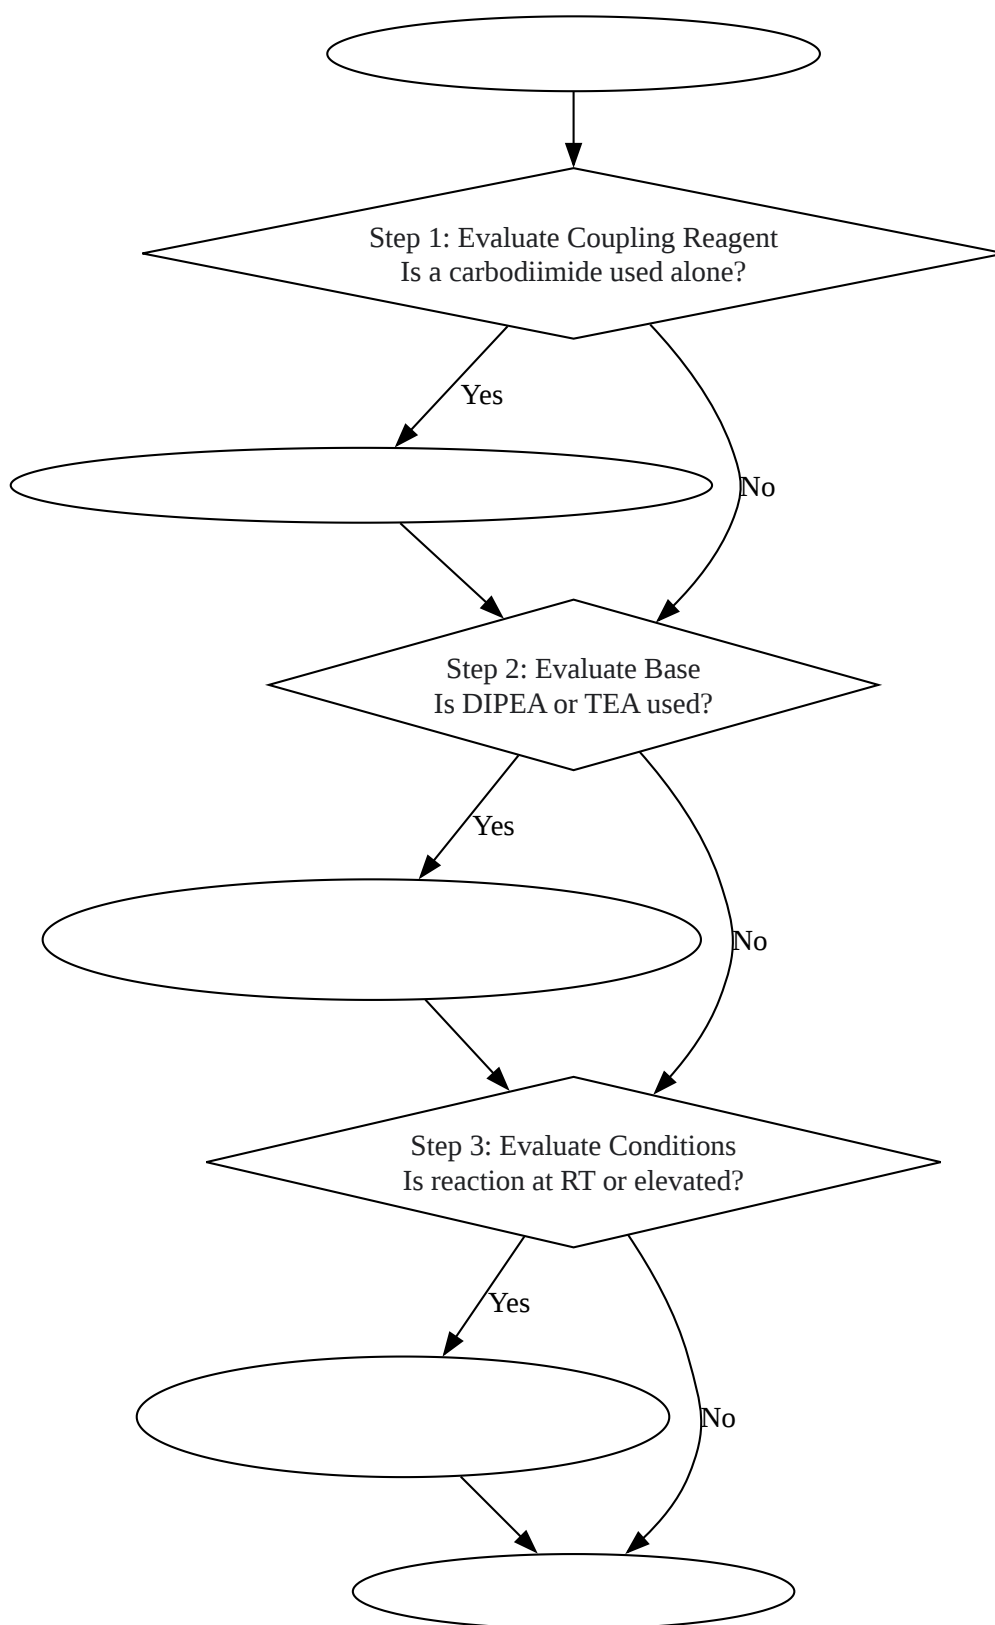 Step 1: Evaluate Coupling Reagent
Is a carbodiimide used alone?
Yes
No
Step 2: Evaluate Base
Is DIPEA or TEA used?
Yes
No
Step 3: Evaluate Conditions
Is reaction at RT or elevated?
Yes
No